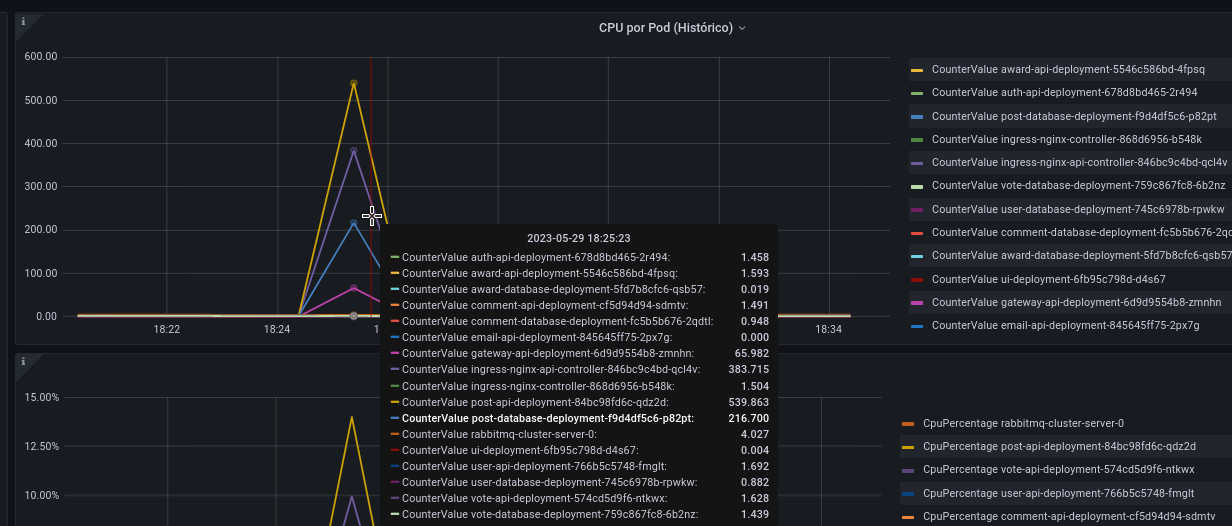 CPU por Pod (Histórico)
600.00
500.00
400.00
300.00
200.00
100.00
0.00
18:22
18:24
1
18:34
CounterValue award-api-deployment-5546c586bd-4fpsq
CounterValue auth-api-deployment-678d8bd465-2r494
CounterValue post-database-deployment-f9d4df5c6-p82pt
CounterValue ingress-nginx-controller-868d6956-b548k
CounterValue ingress-nginx-api-controller-846bc9c4bd-qcl4v
CounterValue vote-database-deployment-759c867fc8-6b2nz
CounterValue user-database-deployment-745c6978b-rpwkw
CounterValue comment-database-deployment-fc5b5b676-2qd
CounterValue award-database-deployment-5fd7b8fc6-qsb57
CounterValue ui-deployment-6fb95c798d-d4s67
CounterValue gateway-api-deployment-6d9d9554b8-zmnhn
CounterValue email-api-deployment-845645ff75-2px7g
2023-05-29 18:25:23
CounterValue auth-api-deployment-678d8bd465-2r494: 1.458
CounterValue award-api-deployment-5546c586bd-4fpsq: 1.593
CounterValue award-database-deployment-5fd7b8fc6-qsb57: 0.019
CounterValue comment-api-deployment-cf5d94d94-sdmtv: 1.491
CounterValue comment-database-deployment-fc5b5b676-2qdtl: 0.948
CounterValue email-api-deployment-845645ff75-2px7g: 0.000
CounterValue gateway-api-deployment-6d9d9554b8-zmnhn: 65.982
CounterValue ingress-nginx-api-controller-846bc9c4bd-qcl4v: 383.715
CounterValue ingress-nginx-controller-868d6956-b548k: 1.504
CounterValue post-api-deployment-84bc98fd6c-qdz2d: 539.863
CounterValue post-database-deployment-f9d4df5c6-p82pt: 216.700
CounterValue rabbitmq-cluster-server-0: 4.027
CounterValue ui-deployment-6fb95c798d-d4s67: 0.004
CounterValue user-api-deployment-766b5c5748-fmglt: 1.692
CounterValue user-database-deployment-745c6978b-rpwkw: 0.882
CounterValue vote-api-deployment-574cd5d9f6-ntkwx: 1.628
CounterValue vote-database-deployment-759c867fc8-6b2nz: 1.439
15.00%
12.50%
10.00%
CpuPercentage rabbitmq-cluster-server-0
CpuPercentage post-api-deployment-84bc98fd6c-qdz2d
CpuPercentage vote-api-deployment-574cd5d9f6-ntkwx
CpuPercentage user-api-deployment-766b5c5748-fmglt
CpuPercentage comment-api-deployment-cf5d94d94-sdmtv